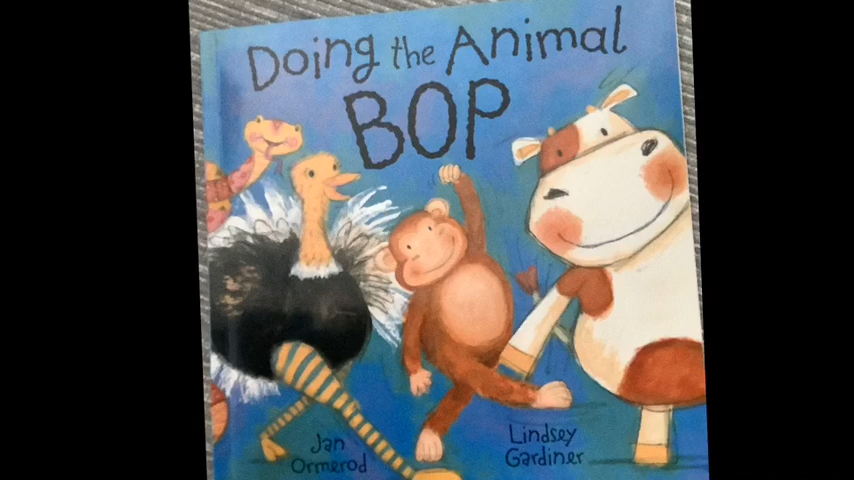 Doing the Animal
BOP
Jan
Ormerod
Lindsey
Gardiner